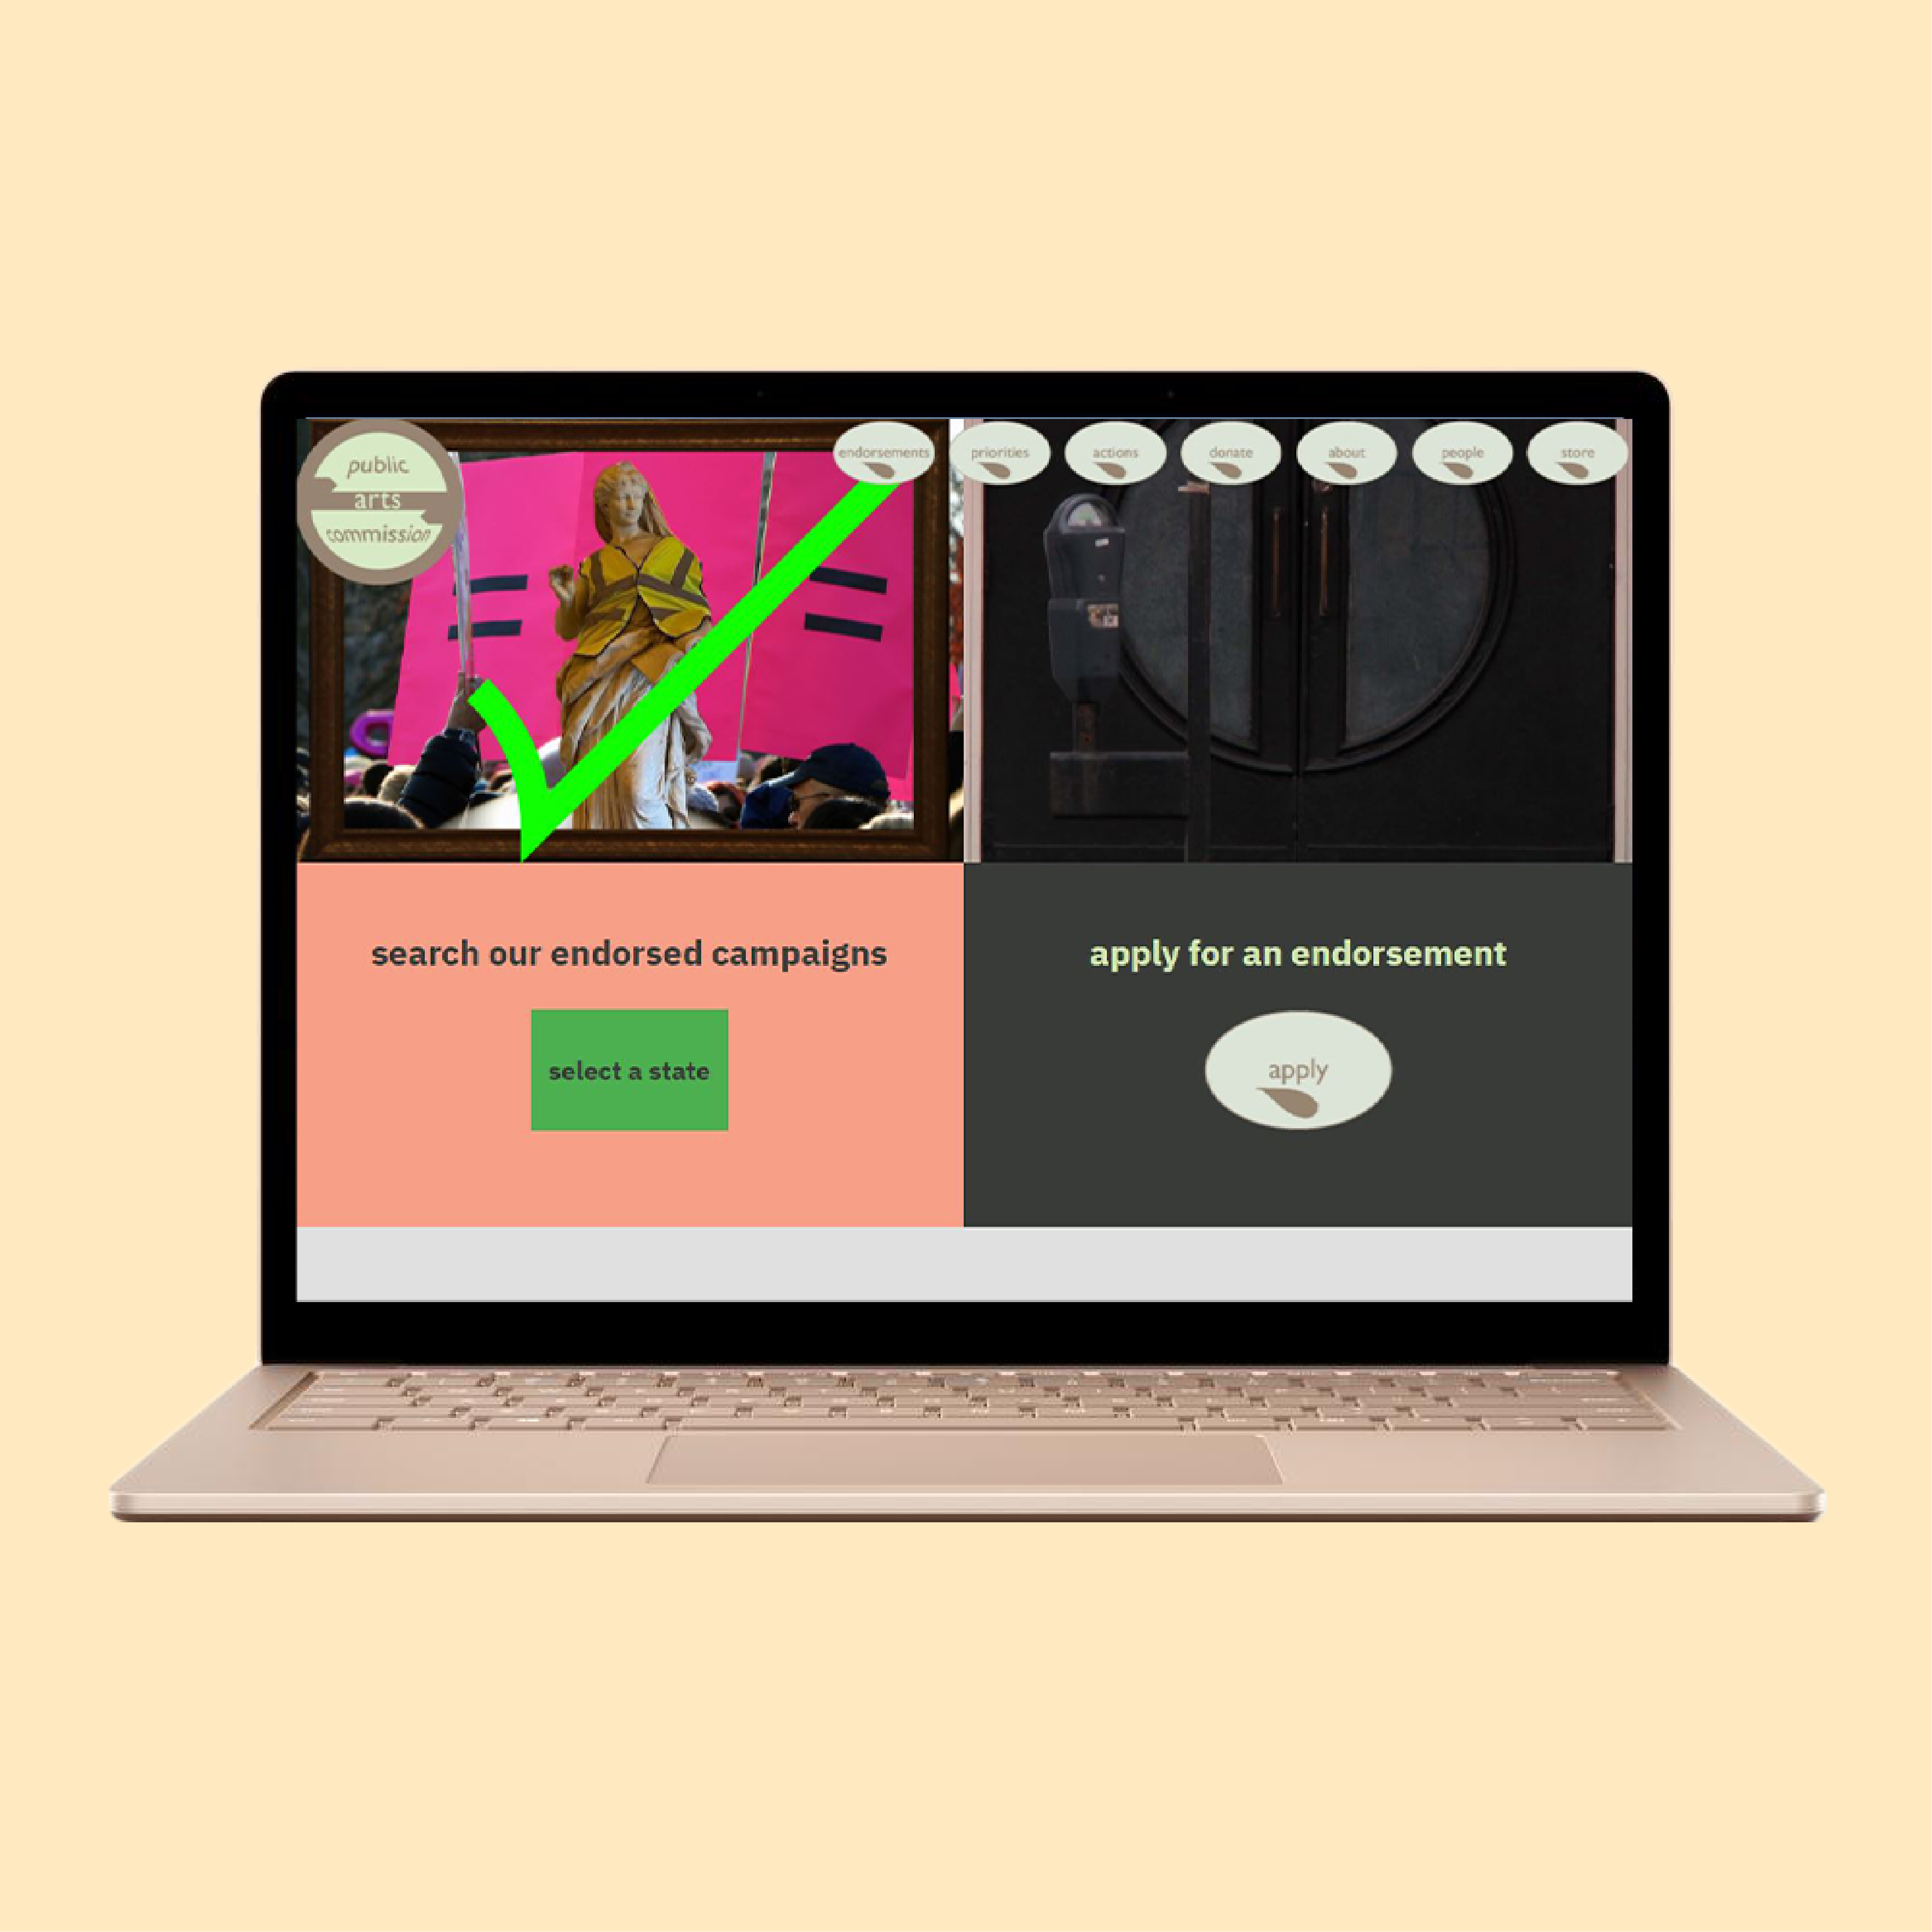 public
arts
commission
endorsements
priorities
actions
donate
about
people
store
search our endorsed campaigns
select a state
apply for an endorsement
apply